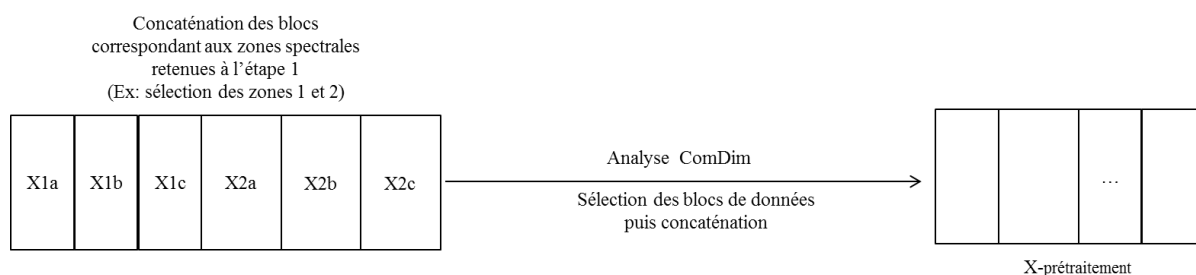 Concaténation des blocs
correspondant aux zones spectrales
retenues à l'étape 1
(Ex: sélection des zones 1 et 2)
X1a X1b X1c X2a X2b X2c
Analyse ComDim
Sélection des blocs de données
puis concaténation
...
X-prétraitement